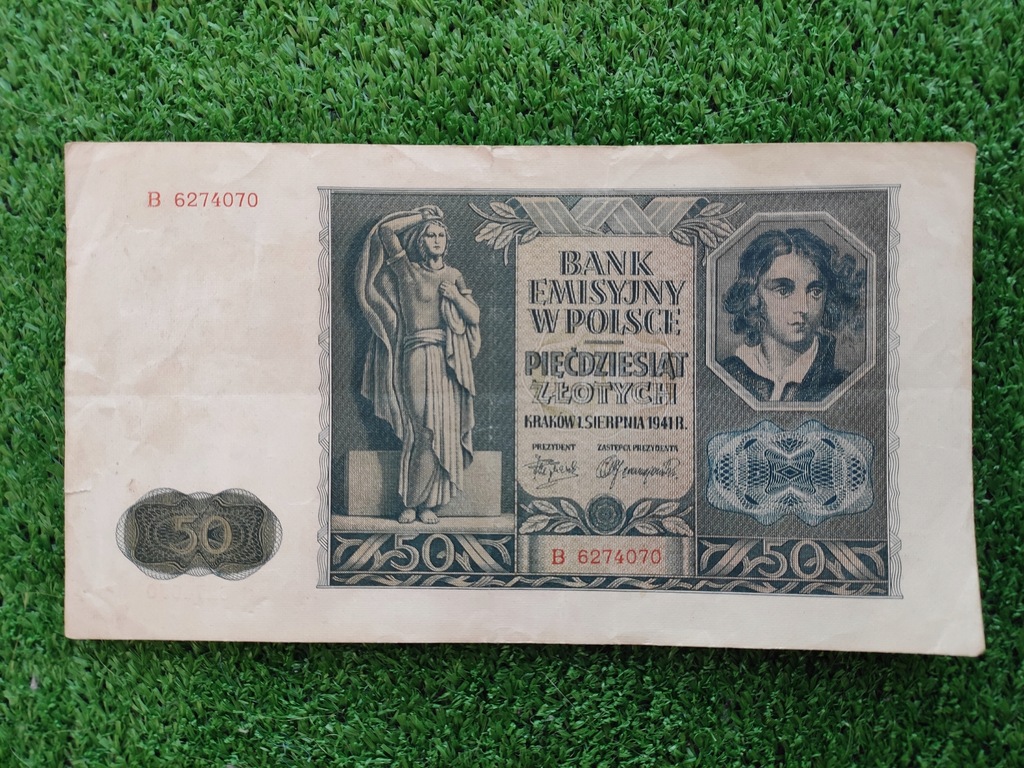 B 6274070
BANK
EMISYJNY
W POLSCE
PIĘĆDZIESIĄT
ZŁOTYCH
KRAKÓW 1. SIERPNIA 1941 R.
PREZYDENT ZASTĘPCA PREZYDENTA
50
50
B 6274070
50